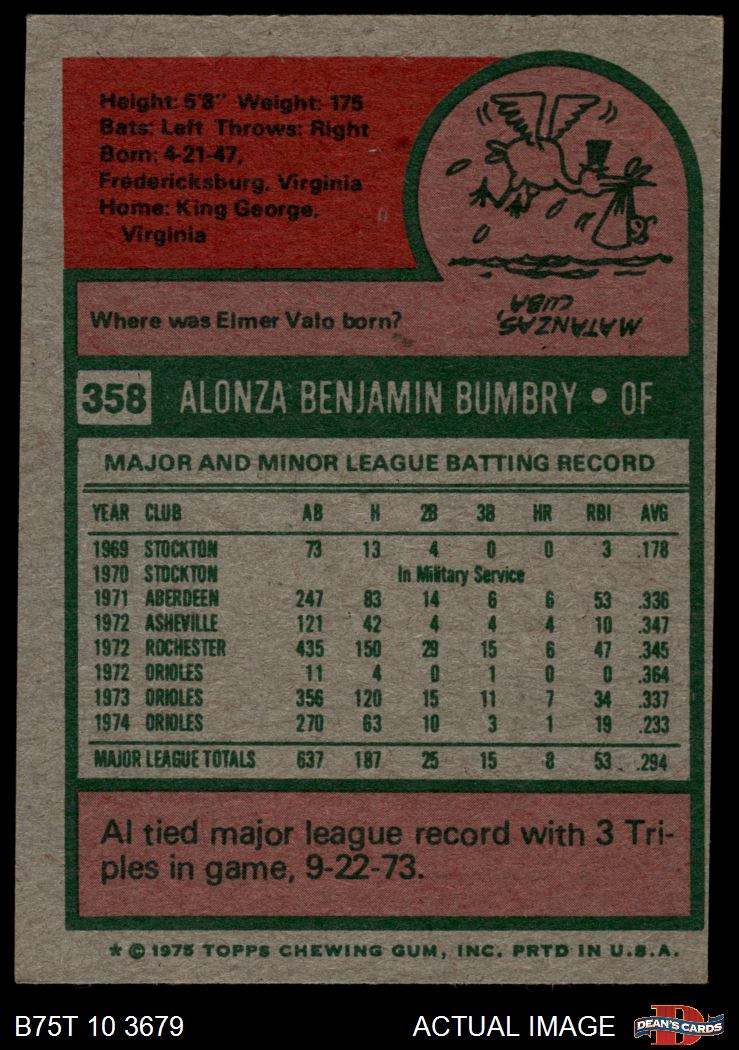 Height: 5'8" Weight: 175
Bats: Left Throws: Right
Born: 4-21-47,
Fredericksburg, Virginia
Home: King George,
Virginia
Where was Elmer Valo born?
MATANZAS,
CUBA
358 ALONZA BENJAMIN BUMBRY • OF
MAJOR AND MINOR LEAGUE BATTING RECORD
YEAR CLUB AB H 2B 3B HR RBI AVG
1969 STOCKTON 73 13 4 0 0 3 .178
1970 STOCKTON In Military Service
1971 ABERDEEN 247 83 14 6 6 53 .336
1972 ASHEVILLE 121 42 4 4 4 10 .347
1972 ROCHESTER 435 150 29 15 6 47 .345
1972 ORIOLES 11 4 0 1 0 0 .364
1973 ORIOLES 356 120 15 11 7 34 .337
1974 ORIOLES 270 63 10 3 1 19 .233
MAJOR LEAGUE TOTALS 637 187 25 15 8 53 .294
Al tied major league record with 3 Tri-
ples in game, 9-22-73.
* © 1975 TOPPS CHEWING GUM, INC. PRTD IN U.S.A.
B75T 10 3679 ACTUAL IMAGE DEAN'S CARDS